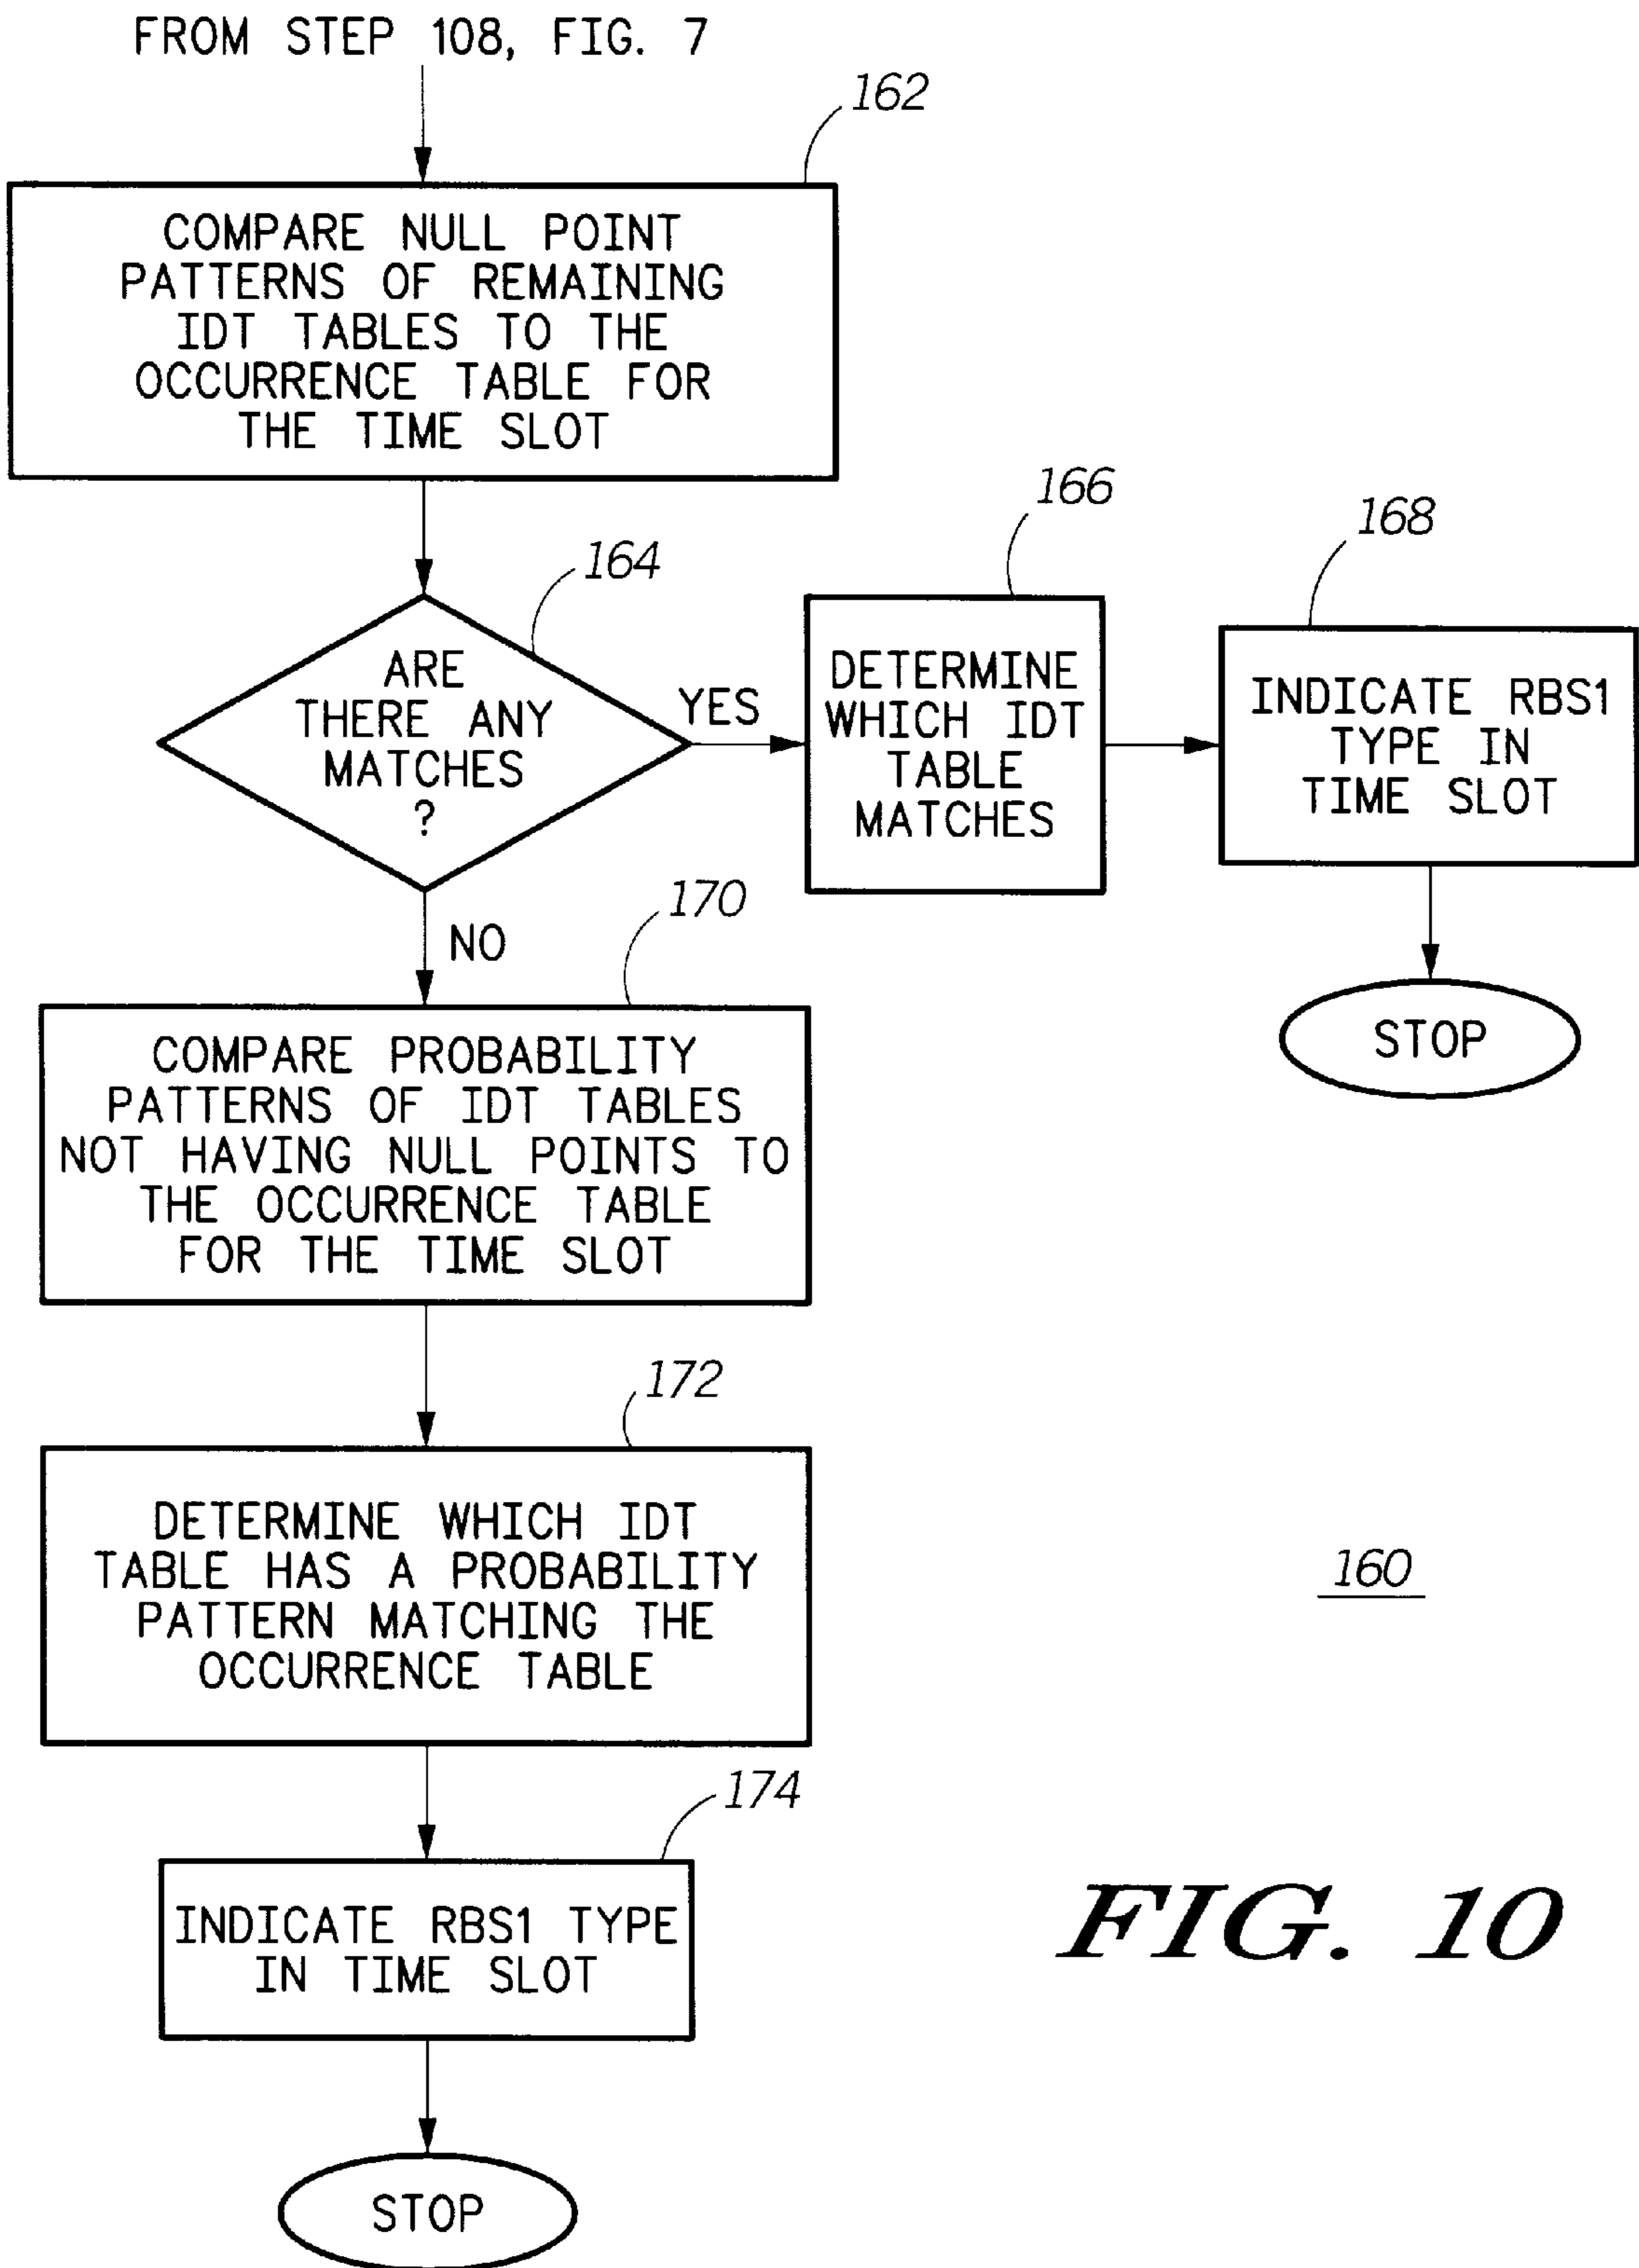 FROM STEP 108, FIG. 7
162
COMPARE NULL POINT
PATTERNS OF REMAINING
IDT TABLES TO THE
OCCURRENCE TABLE FOR
THE TIME SLOT
164
ARE
THERE ANY
MATCHES
?
YES
166
DETERMINE
WHICH IDT
TABLE
MATCHES
168
INDICATE RBS1
TYPE IN
TIME SLOT
STOP
NO
170
COMPARE PROBABILITY
PATTERNS OF IDT TABLES
NOT HAVING NULL POINTS TO
THE OCCURRENCE TABLE
FOR THE TIME SLOT
172
DETERMINE WHICH IDT
TABLE HAS A PROBABILITY
PATTERN MATCHING THE
OCCURRENCE TABLE
160
174
INDICATE RBS1 TYPE
IN TIME SLOT
STOP
FIG. 10